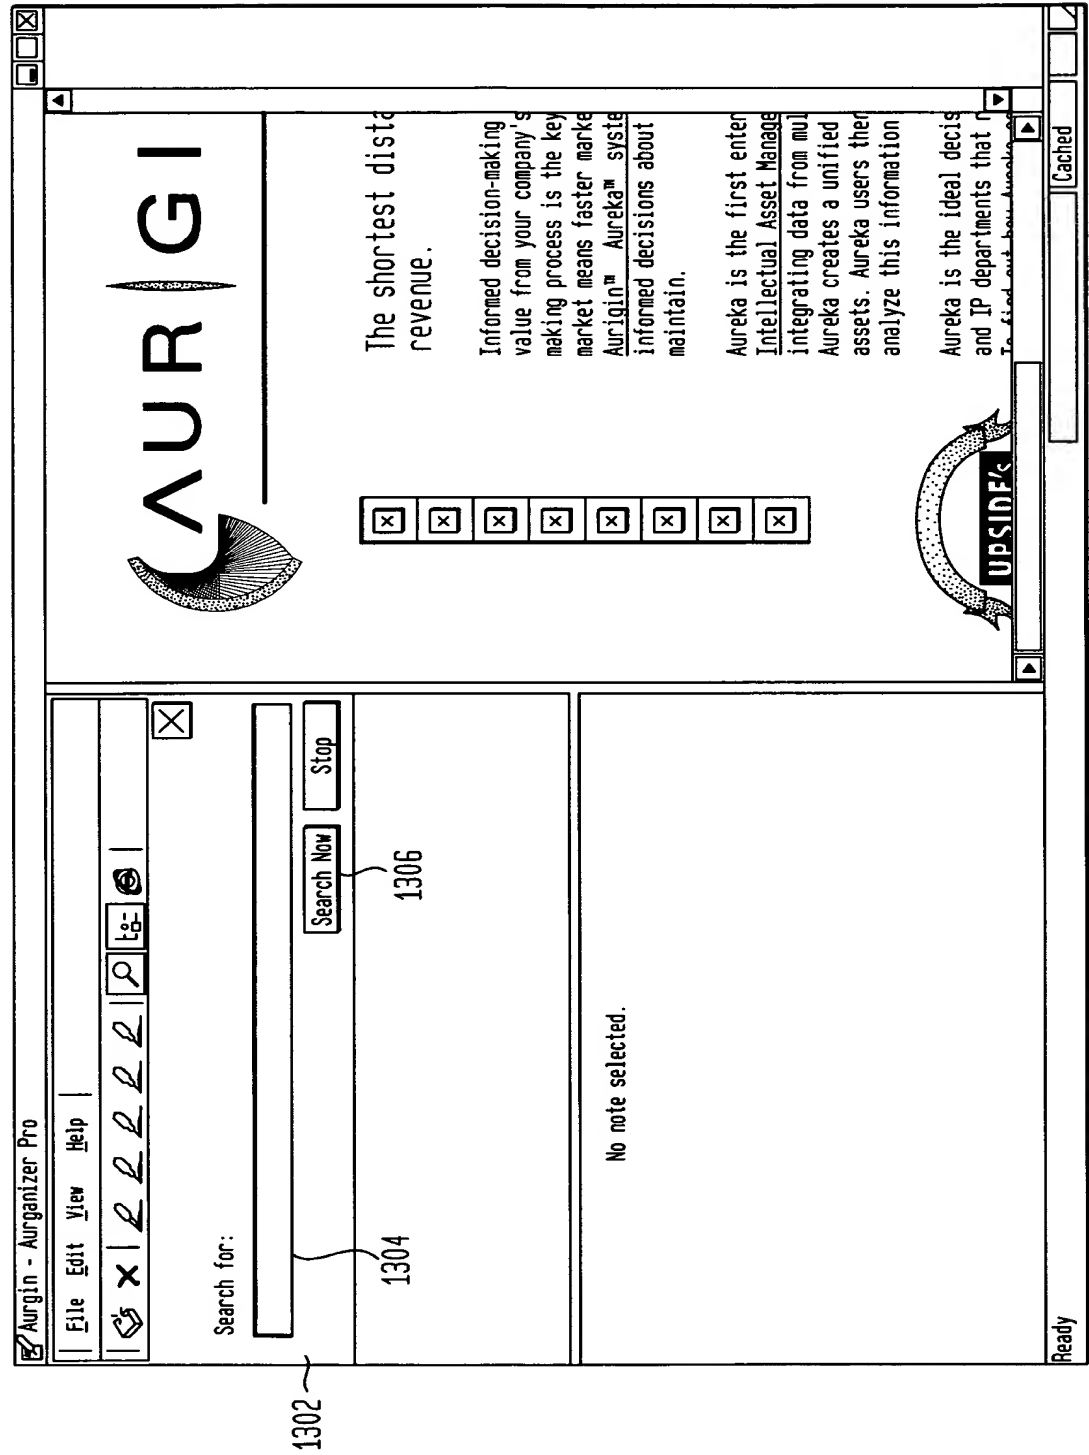 Aurgin - Aurganizer Pro
File Edit View Help
Search for:
Search Now Stop
1302
1304
1306
No note selected.
AURIGI
The shortest dista
revenue.
Informed decision-making
value from your company's
making process is the key
market means faster marke
Aurigin™ Aureka™ syste
informed decisions about
maintain.
Aureka is the first enter
Intellectual Asset Manage
integrating data from mul
Aureka creates a unified
assets. Aureka users ther
analyze this information
Aureka is the ideal decis
and IP departments that r
UPSIDE's
Ready
Cached